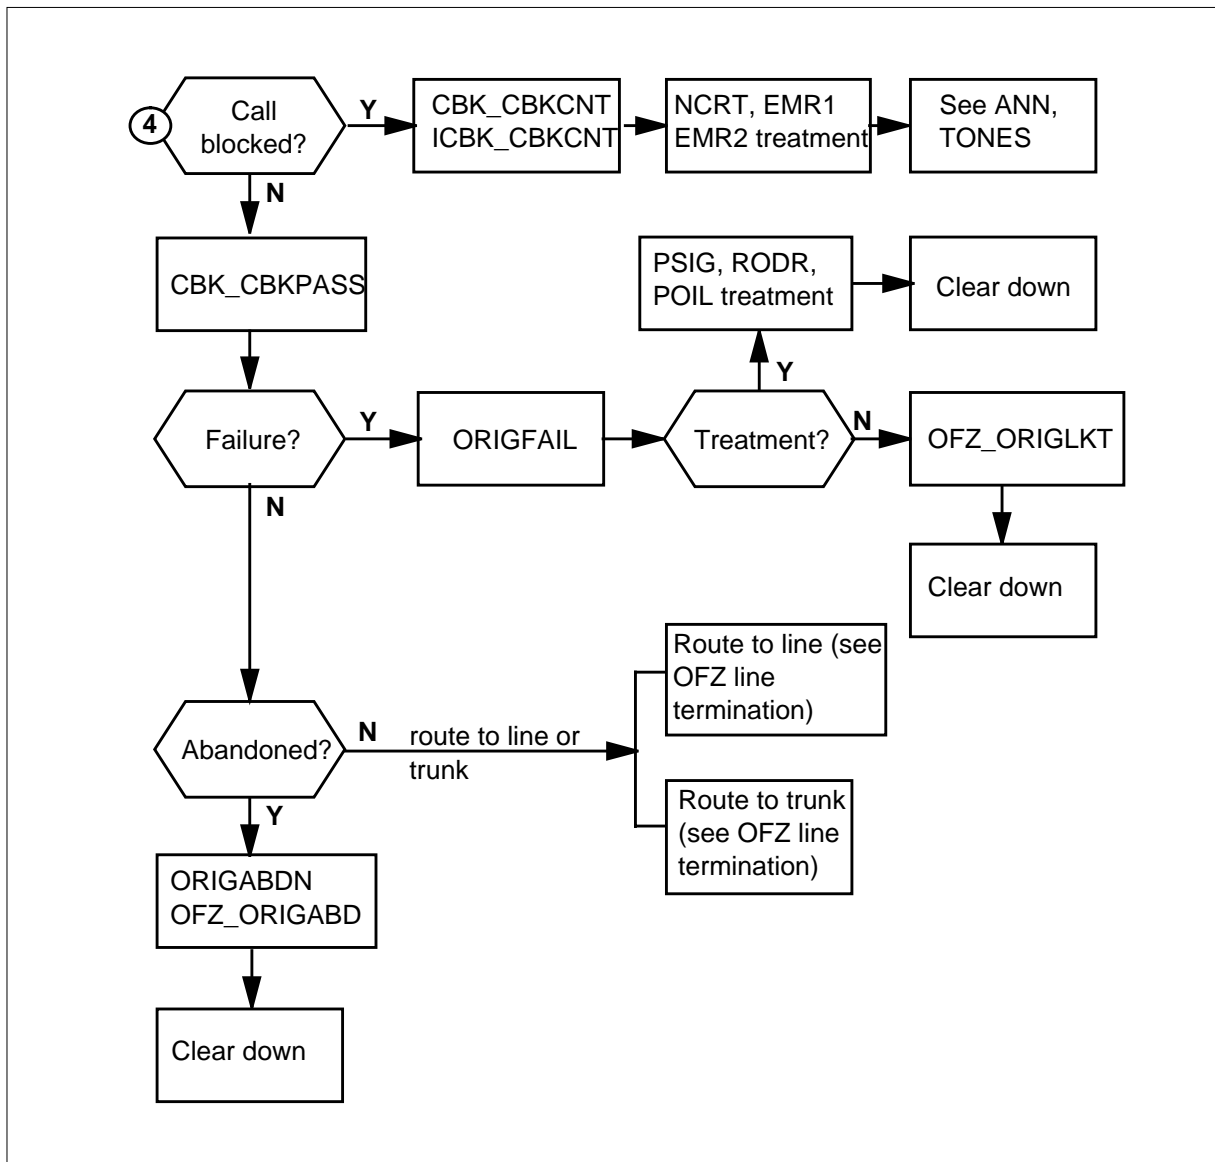 4
Call
blocked?
Y
CBK_CBKCNT
ICBK_CBKCNT
NCRT, EMR1
EMR2 treatment
See ANN,
TONES
N
CBK_CBKPASS
PSIG, RODR,
POIL treatment
Clear down
Y
Failure?
Y
ORIGFAIL
Treatment?
N
OFZ_ORIGLKT
N
Clear down
Route to line (see
OFZ line
termination)
Abandoned?
N
route to line or
trunk
Route to trunk
(see OFZ line
termination)
Y
ORIGABDN
OFZ_ORIGABD
Clear down